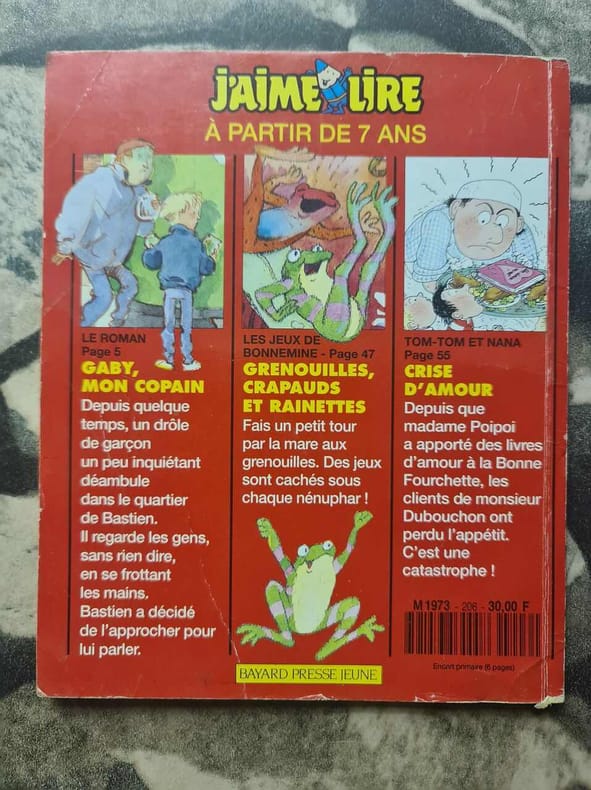 J'AIME LIRE
À PARTIR DE 7 ANS
LE ROMAN
Page 5
GABY,
MON COPAIN
Depuis quelque
temps, un drôle
de garçon
un peu inquiétant
déambule
dans le quartier
de Bastien.
Il regarde les gens,
sans rien dire,
en se frottant
les mains.
Bastien a décidé
de l'approcher pour
lui parler.
LES JEUX DE
BONNEMINE - Page 47
GRENOUILLES,
CRAPAUDS
ET RAINETTES
Fais un petit tour
par la mare aux
grenouilles. Des jeux
sont cachés sous
chaque nénuphar !
BAYARD PRESSE JEUNE
TOM-TOM ET NANA
Page 55
CRISE
D'AMOUR
Depuis que
madame Poipoi
a apporté des livres
d'amour à la Bonne
Fourchette, les
clients de monsieur
Dubouchon ont
perdu l'appétit.
C'est une
catastrophe !
M 1973 - 206 - 30,00 F
Encart primaire (6 pages)